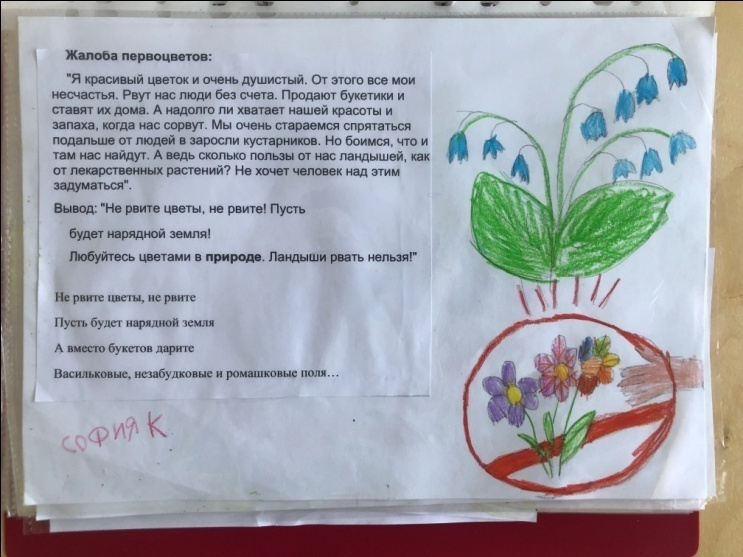 Жалоба первоцветов:
"Я красивый цветок и очень душистый. От этого все мои
несчастья. Рвут нас люди без счета. Продают букетики и
ставят их дома. А надолго ли хватает нашей красоты и
запаха, когда нас сорвут. Мы очень стараемся спрятаться
подальше от людей в заросли кустарников. Но боимся, что и
там нас найдут. А ведь сколько пользы от нас ландышей, как
от лекарственных растений? Не хочет человек над этим
задуматься".
Вывод: "Не рвите цветы, не рвите! Пусть
будет нарядной земля!
Любуйтесь цветами в природе. Ландыши рвать нельзя!"
Не рвите цветы, не рвите
Пусть будет нарядной земля
А вместо букетов дарите
Васильковые, незабудковые и ромашковые поля…
СОФИЯ К